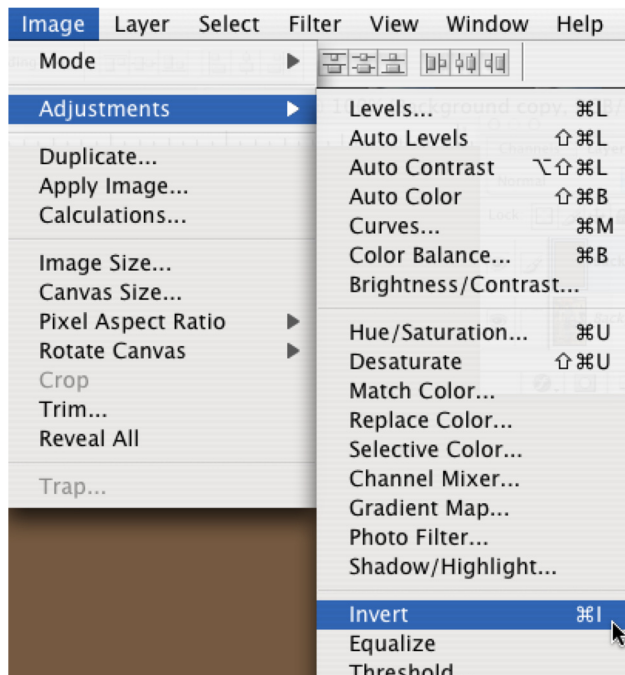 Image Layer Select Filter View Window Help
Mode
Adjustments
Duplicate...
Apply Image...
Calculations...
Image Size...
Canvas Size...
Pixel Aspect Ratio
Rotate Canvas
Crop
Trim...
Reveal All
Trap...
Levels... ⌘L
Auto Levels ⇧⌘L
Auto Contrast ⌥⇧⌘L
Auto Color ⇧⌘B
Curves... ⌘M
Color Balance... ⌘B
Brightness/Contrast...
Hue/Saturation... ⌘U
Desaturate ⇧⌘U
Match Color...
Replace Color...
Selective Color...
Channel Mixer...
Gradient Map...
Photo Filter...
Shadow/Highlight...
Invert ⌘I
Equalize
Threshold